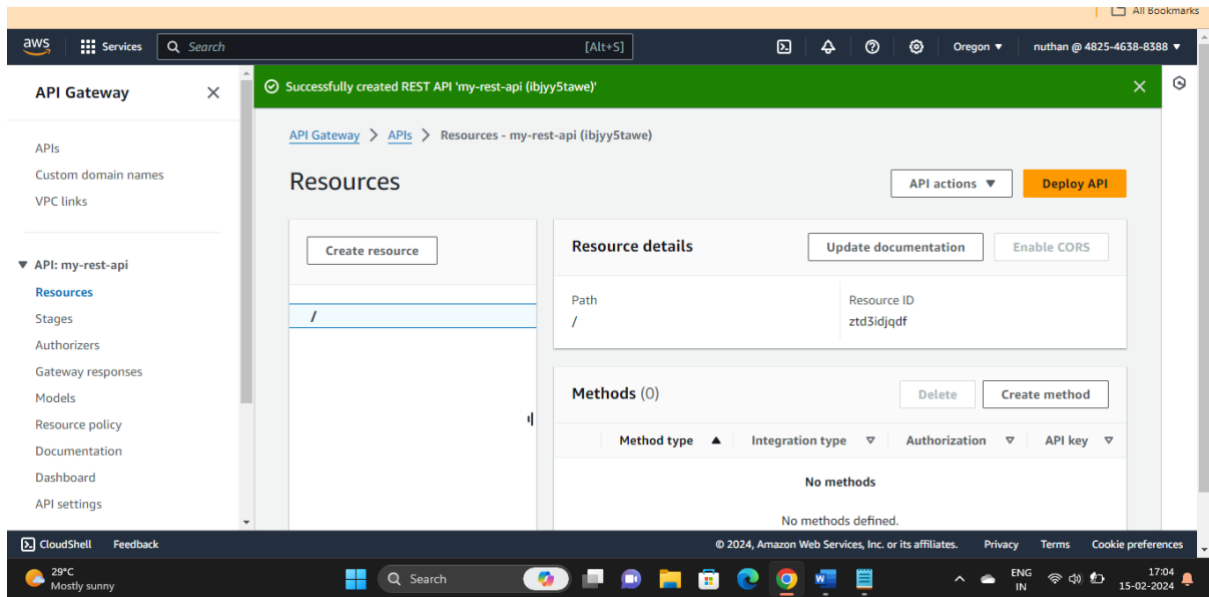 All Bookmarks
aws
Services
Search
[Alt+S]
Oregon
nuthan @ 4825-4638-8388
API Gateway
APIs
Custom domain names
VPC links
API: my-rest-api
Resources
Stages
Authorizers
Gateway responses
Models
Resource policy
Documentation
Dashboard
API settings
Successfully created REST API 'my-rest-api (ibjyy5tawe)'
API Gateway > APIs > Resources - my-rest-api (ibjyy5tawe)
Resources
API actions
Deploy API
Create resource
/
Resource details
Update documentation
Enable CORS
Path
/
Resource ID
ztd3idjqdf
Methods (0)
Delete
Create method
Method type
Integration type
Authorization
API key
No methods
No methods defined.
CloudShell
Feedback
© 2024, Amazon Web Services, Inc. or its affiliates.
Privacy
Terms
Cookie preferences
29°C
Mostly sunny
Search
ENG
IN
17:04
15-02-2024